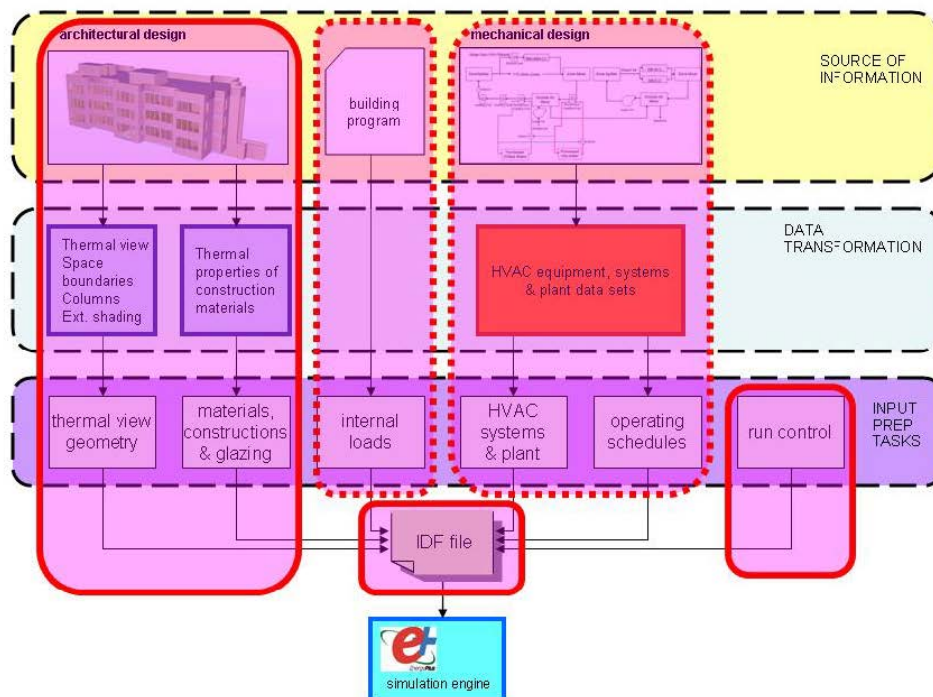 architectural design
mechanical design
SOURCE OF
INFORMATION
building
program
DATA
TRANSFORMATION
Thermal view
Space
boundaries
Columns
Ext. shading
Thermal
properties of
construction
materials
HVAC equipment, systems
& plant data sets
INPUT
PREP
TASKS
thermal view
geometry
materials,
constructions
& glazing
internal
loads
HVAC
systems
& plant
operating
schedules
run control
IDF file
e+
EnergyPlus
simulation engine